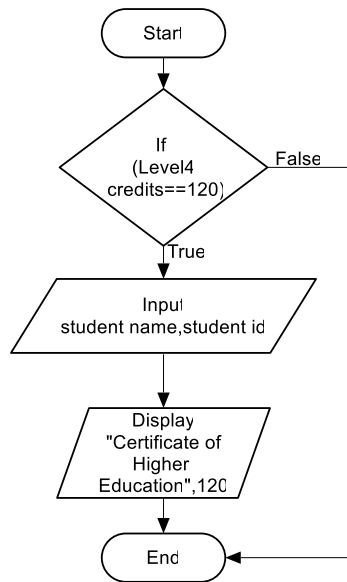 Start
If
(Level4
credits==120)
False
True
Input
student name,student id
Display
"Certificate of
Higher
Education",120
End